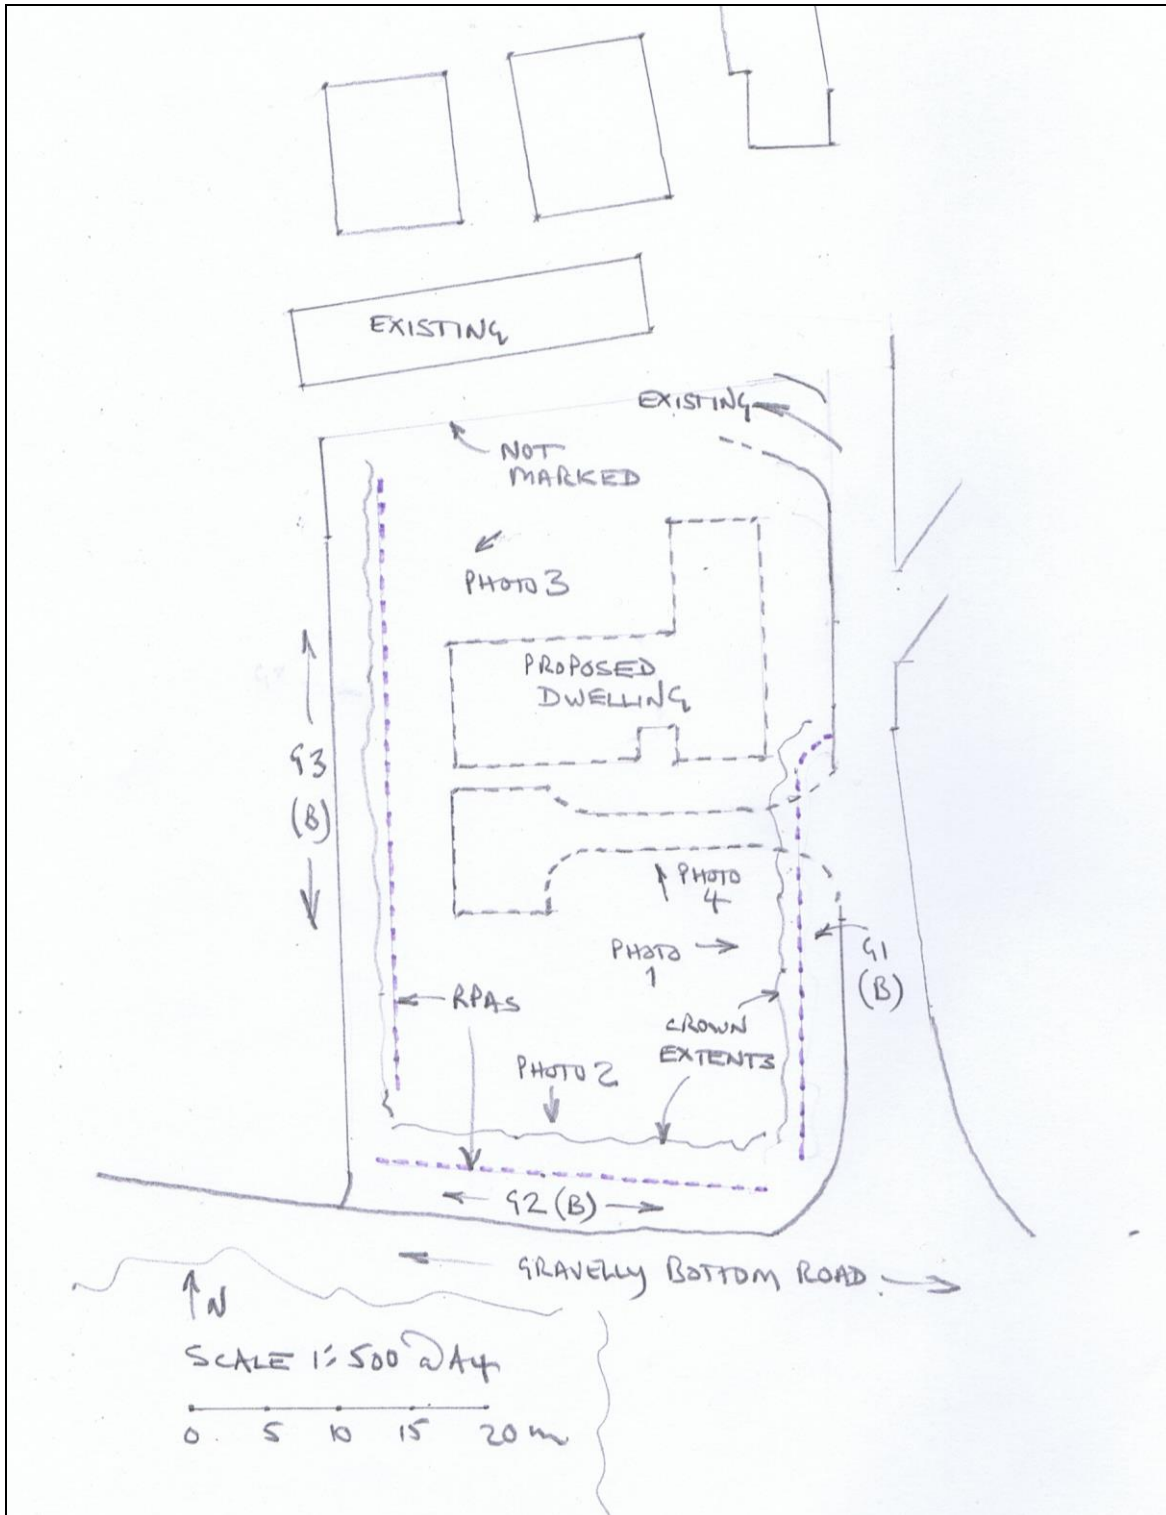 EXISTING
EXISTING
NOT
MARKED
PHOTO 3
PROPOSED
DWELLING
G3
(B)
PHOTO
4
PHOTO
1
G1
(B)
RPAS
CROWN
EXTENTS
PHOTO 2
G2 (B)
GRAVELLY BOTTOM ROAD
N
SCALE 1:500 @ A4
0 5 10 15 20 m